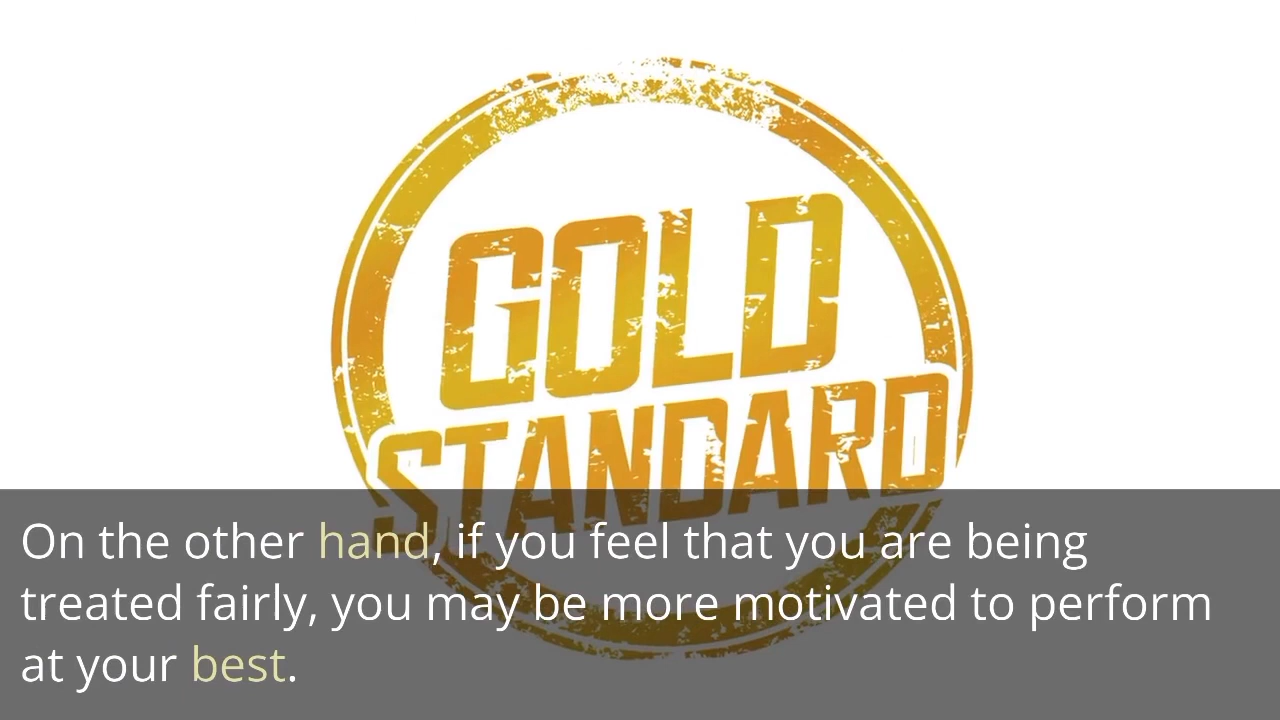 GOLD
STANDARD
On the other hand, if you feel that you are being
treated fairly, you may be more motivated to perform
at your best.